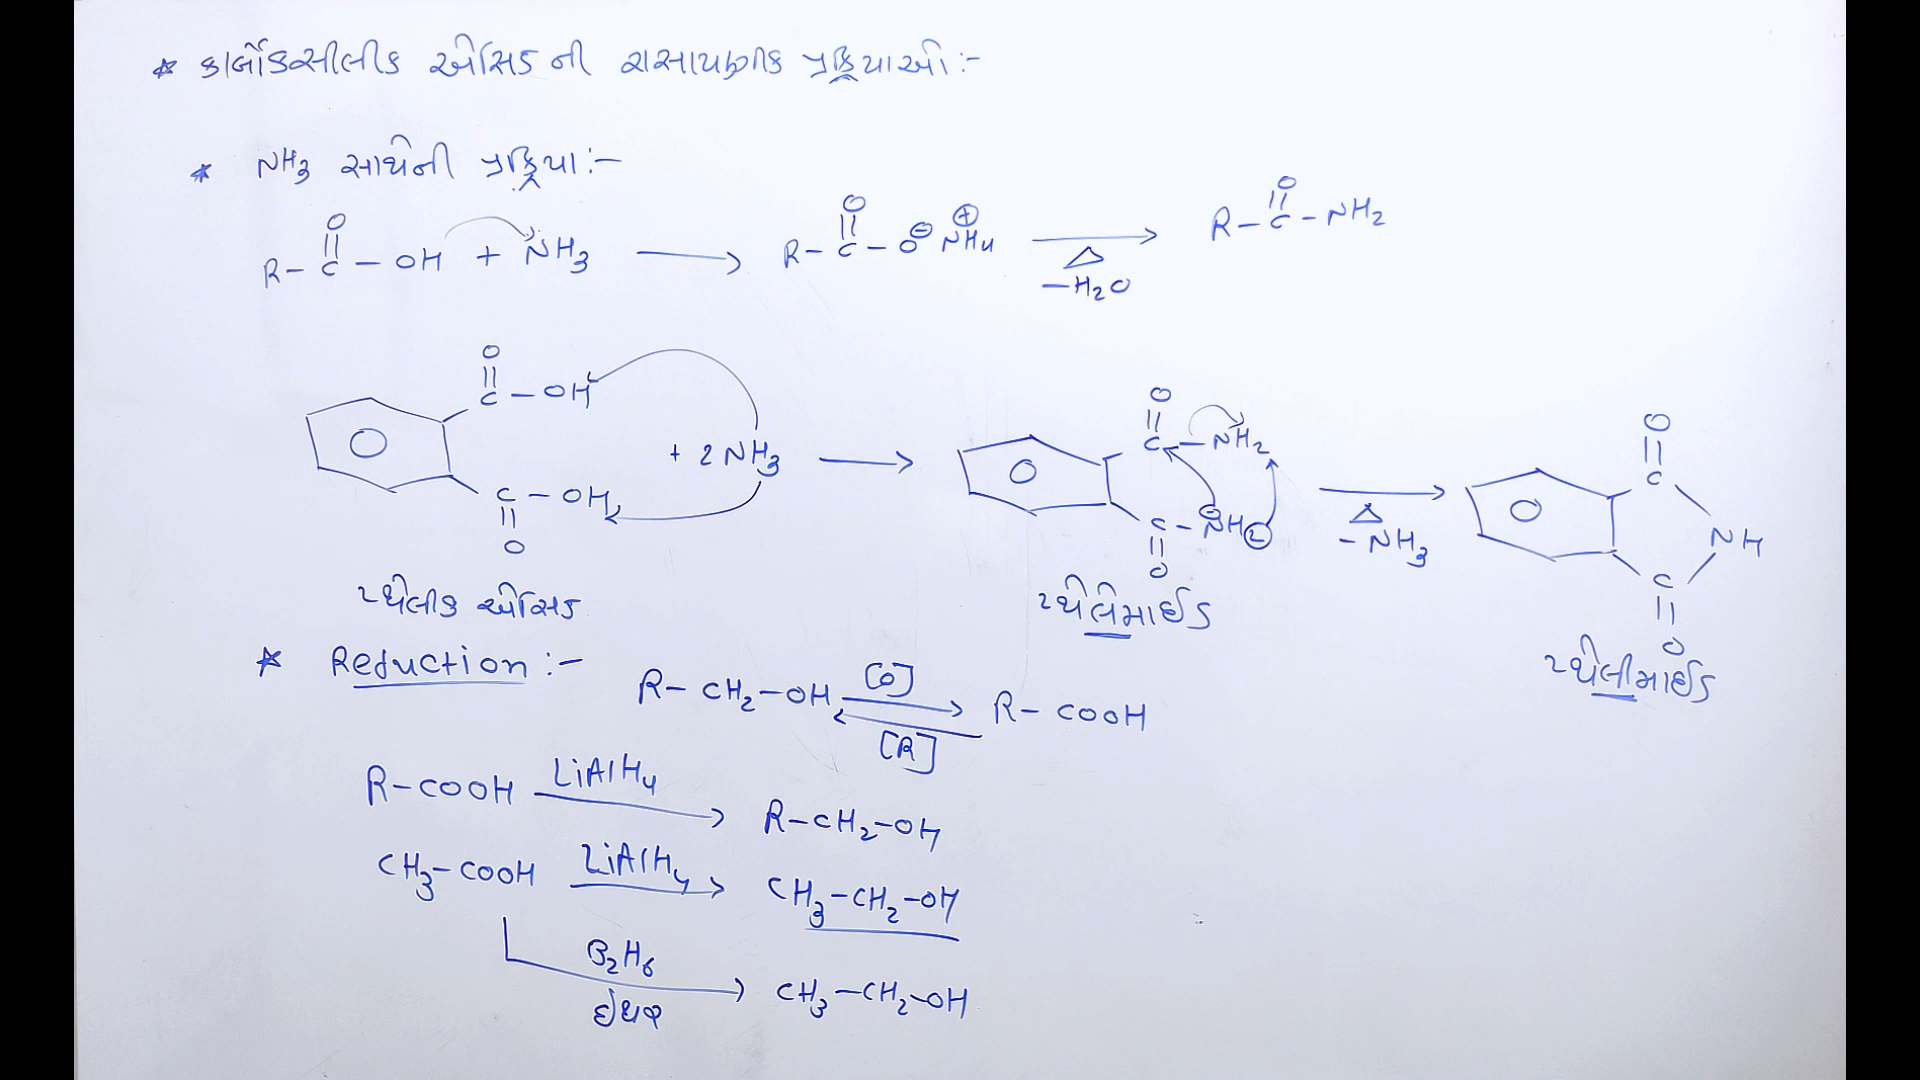 * કાર્બોક્સીલીક એસિડ ની રાસાયણીક પ્રક્રિયાઓ :-
* NH3 સાથેની પ્રક્રિયા :-
R-C(=O)-OH + NH3 ⟶ R-C(=O)-O⊖ NH4⊕ ⟶ △ -H2O R-C(=O)-NH2
O || C-OH + 2NH3 ⟶ O || C-NH2 ⟶ △ -NH3 O || C NH
C-OH || O C-NH2 || O C || O
થેલીક એસિડ થેલેમાઈડ થેલીમાઈડ
* Reduction :-
R-CH2-OH [O] ⇌ [R] R-COOH
R-COOH LiAlH4 ⟶ R-CH2-OH
CH3-COOH LiAlH4 ⟶ CH3-CH2-OH
B2H6 ઈથર ⟶ CH3-CH2-OH